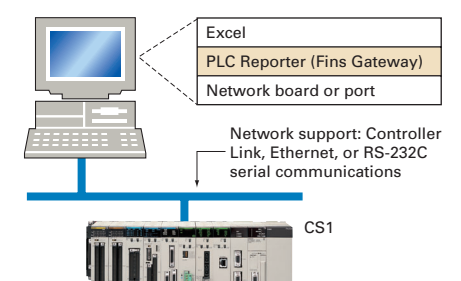 Excel
PLC Reporter (Fins Gateway)
Network board or port
Network support: Controller
Link, Ethernet, or RS-232C
serial communications
CS1